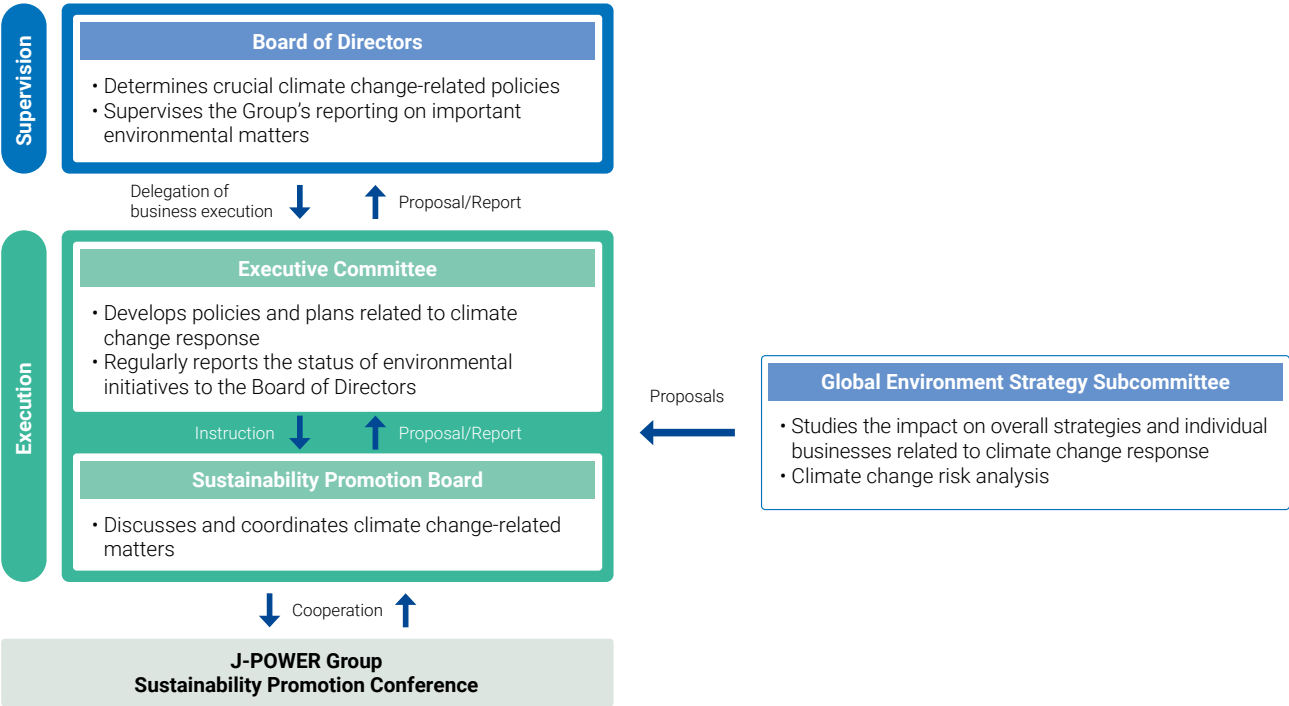 Supervision
Board of Directors
• Determines crucial climate change-related policies
• Supervises the Group's reporting on important
environmental matters
Delegation of
business execution
Proposal/Report
Execution
Executive Committee
• Develops policies and plans related to climate
change response
• Regularly reports the status of environmental
initiatives to the Board of Directors
Instruction
Proposal/Report
Sustainability Promotion Board
• Discusses and coordinates climate change-related
matters
Proposals
Global Environment Strategy Subcommittee
• Studies the impact on overall strategies and individual
businesses related to climate change response
• Climate change risk analysis
Cooperation
J-POWER Group
Sustainability Promotion Conference